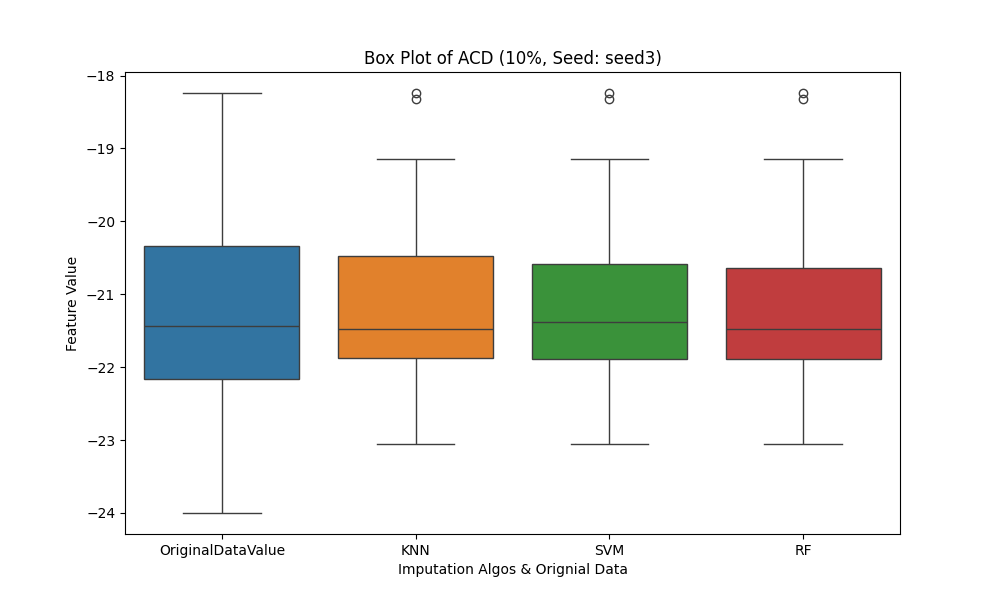 Box Plot of ACD (10%, Seed: seed3)
−18
−19
−20
−21
−22
−23
−24
Feature Value
OriginalDataValue
KNN
SVM
RF
Imputation Algos & Orignial Data